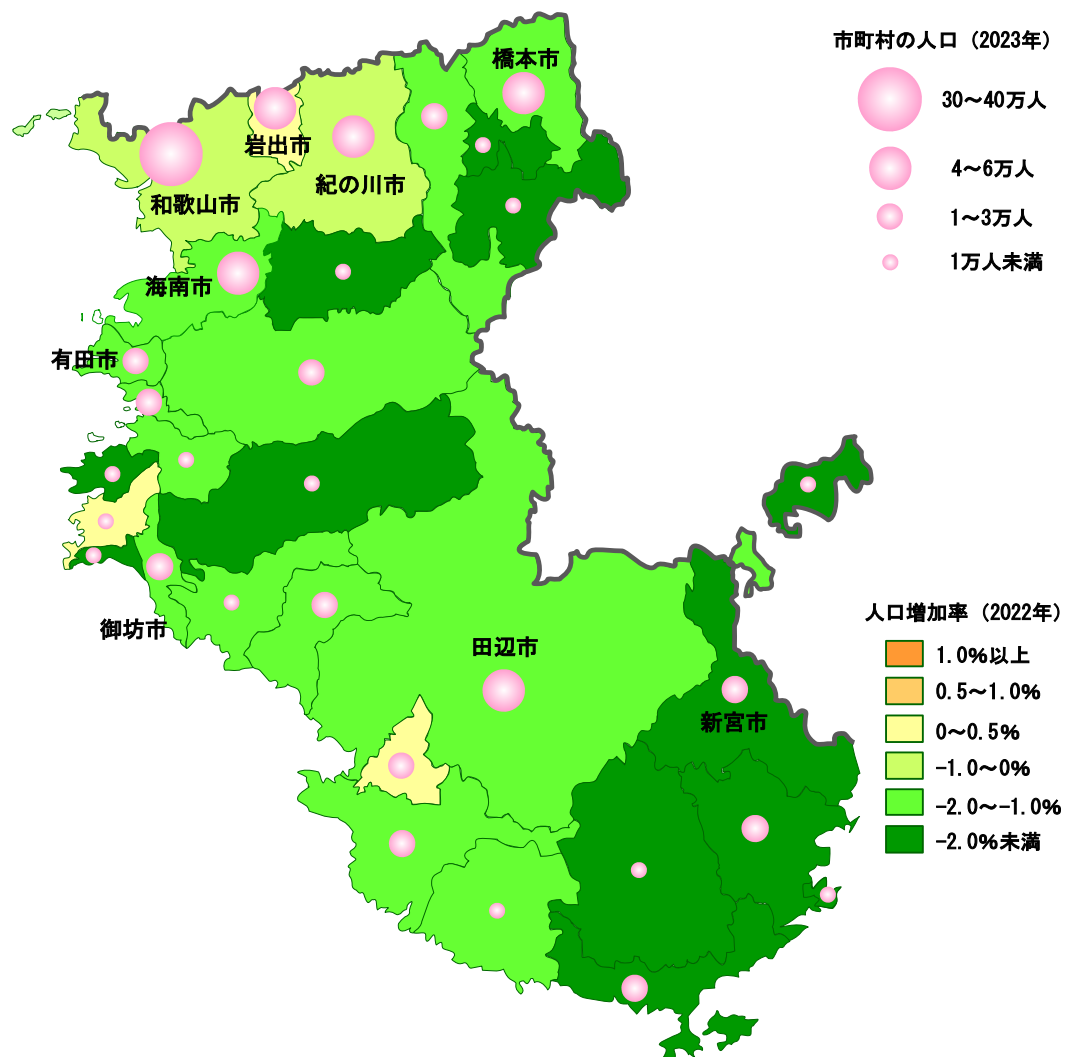 市町村の人口（2023年）
30～40万人
4～6万人
1～3万人
1万人未満
橋本市
岩出市
紀の川市
和歌山市
海南市
有田市
御坊市
田辺市
新宮市
人口増加率（2022年）
1.0%以上
0.5～1.0%
0～0.5%
-1.0～0%
-2.0～-1.0%
-2.0%未満